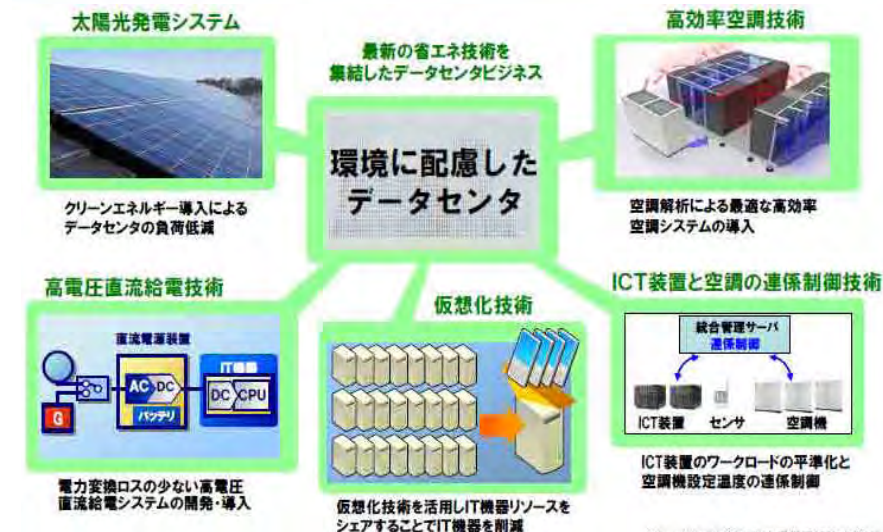 太陽光発電システム
高効率空調技術
最新の省エネ技術を
集結したデータセンタビジネス
環境に配慮した
データセンタ
クリーンエネルギー導入による
データセンタの負荷低減
空調解析による最適な高効率
空調システムの導入
高電圧直流給電技術
直流電源装置
IT機器
AC DC
DC CPU
G
バッテリ
電力変換ロスの少ない高電圧
直流給電システムの開発・導入
仮想化技術
仮想化技術を活用しIT機器リソースを
シェアすることでIT機器を削減
ICT装置と空調の連係制御技術
統合管理サーバ
連係制御
ICT装置 センサ 空調機
ICT装置のワークロードの平準化と
空調機設定温度の連係制御